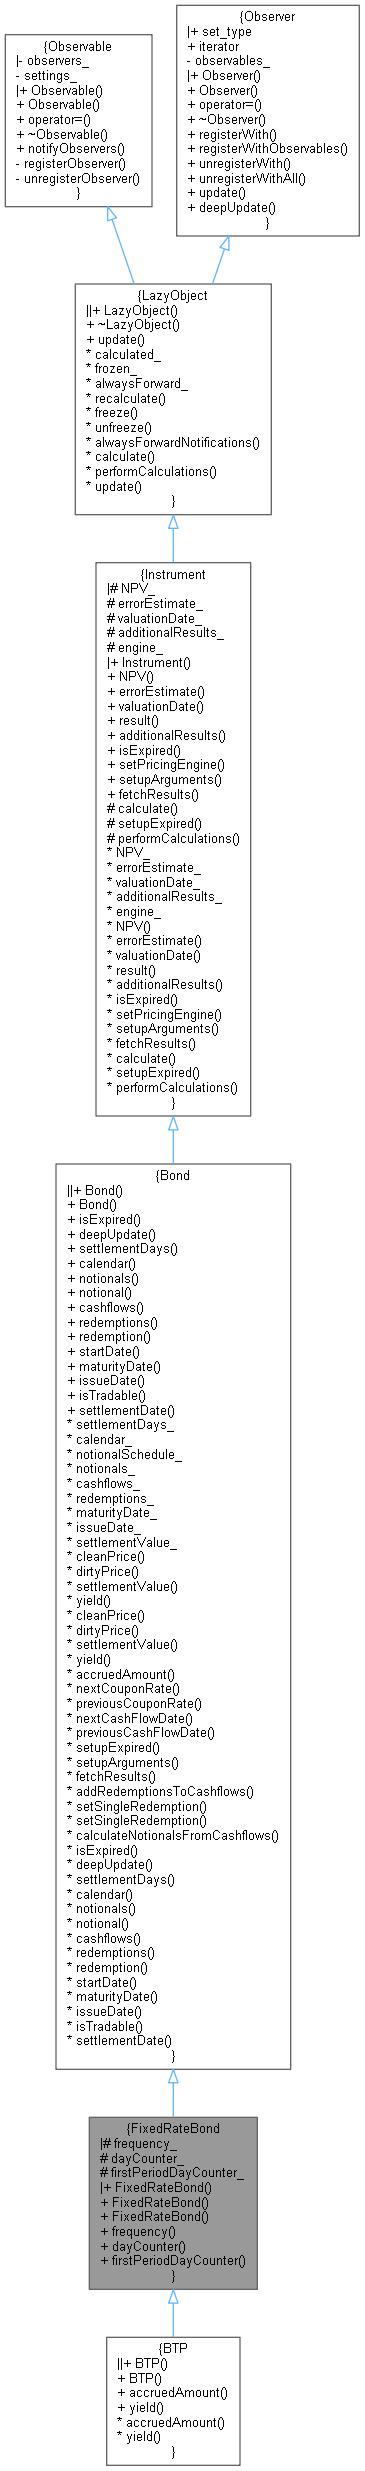 {Observable
|- observers_
- settings_
|+ Observable()
+ Observable()
+ operator=()
+ ~Observable()
+ notifyObservers()
- registerObserver()
- unregisterObserver()
}
{Observer
|+ set_type
+ iterator
- observables_
|+ Observer()
+ Observer()
+ operator=()
+ ~Observer()
+ registerWith()
+ registerWithObservables()
+ unregisterWith()
+ unregisterWithAll()
+ update()
+ deepUpdate()
}
{LazyObject
||+ LazyObject()
+ ~LazyObject()
+ update()
* calculated_
* frozen_
* alwaysForward_
* recalculate()
* freeze()
* unfreeze()
* alwaysForwardNotifications()
* calculate()
* performCalculations()
* update()
}
{Instrument
|# NPV_
# errorEstimate_
# valuationDate_
# additionalResults_
# engine_
|+ Instrument()
+ NPV()
+ errorEstimate()
+ valuationDate()
+ result()
+ additionalResults()
+ isExpired()
+ setPricingEngine()
+ setupArguments()
+ fetchResults()
# calculate()
# setupExpired()
# performCalculations()
* NPV_
* errorEstimate_
* valuationDate_
* additionalResults_
* engine_
* NPV()
* errorEstimate()
* valuationDate()
* result()
* additionalResults()
* isExpired()
* setPricingEngine()
* setupArguments()
* fetchResults()
* calculate()
* setupExpired()
* performCalculations()
}
{Bond
||+ Bond()
+ Bond()
+ isExpired()
+ deepUpdate()
+ settlementDays()
+ calendar()
+ notionals()
+ notional()
+ cashflows()
+ redemptions()
+ redemption()
+ startDate()
+ maturityDate()
+ issueDate()
+ isTradable()
+ settlementDate()
* settlementDays_
* calendar_
* notionalSchedule_
* notionals_
* cashflows_
* redemptions_
* maturityDate_
* issueDate_
* settlementValue_
* cleanPrice()
* dirtyPrice()
* settlementValue()
* yield()
* cleanPrice()
* dirtyPrice()
* settlementValue()
* yield()
* accruedAmount()
* nextCouponRate()
* previousCouponRate()
* nextCashFlowDate()
* previousCashFlowDate()
* setupExpired()
* setupArguments()
* fetchResults()
* addRedemptionsToCashflows()
* setSingleRedemption()
* setSingleRedemption()
* calculateNotionalsFromCashflows()
* isExpired()
* deepUpdate()
* settlementDays()
* calendar()
* notionals()
* notional()
* cashflows()
* redemptions()
* redemption()
* startDate()
* maturityDate()
* issueDate()
* isTradable()
* settlementDate()
}
{FixedRateBond
|# frequency_
# dayCounter_
# firstPeriodDayCounter_
|+ FixedRateBond()
+ FixedRateBond()
+ FixedRateBond()
+ frequency()
+ dayCounter()
+ firstPeriodDayCounter()
}
{BTP
||+ BTP()
+ BTP()
+ accruedAmount()
+ yield()
* accruedAmount()
* yield()
}